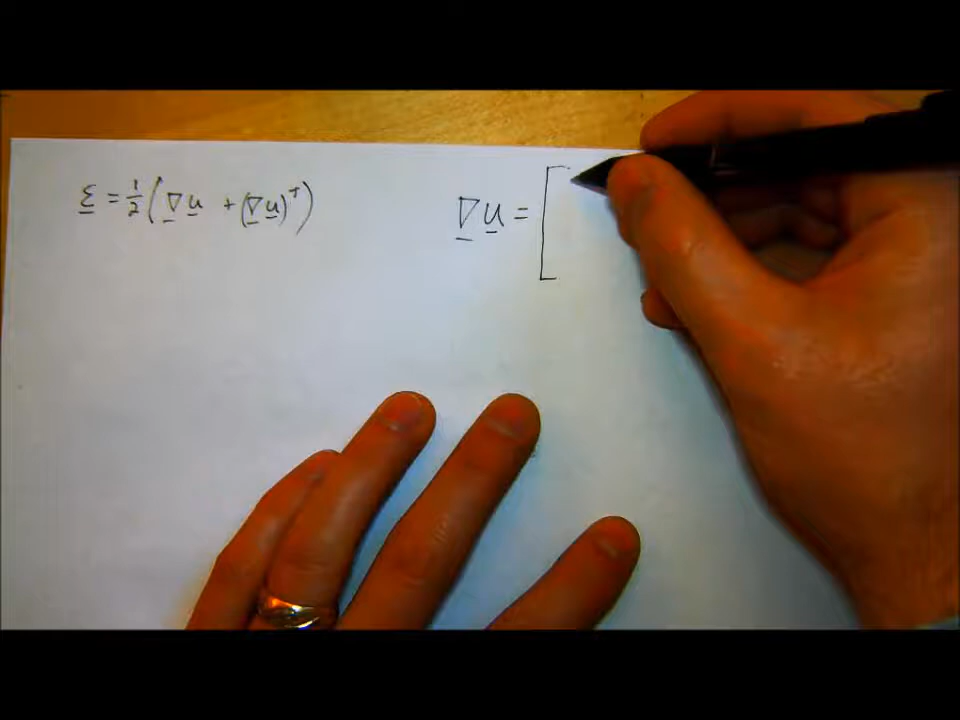 ε = 1/2 (∇u + (∇u)ᵀ)
∇u = [